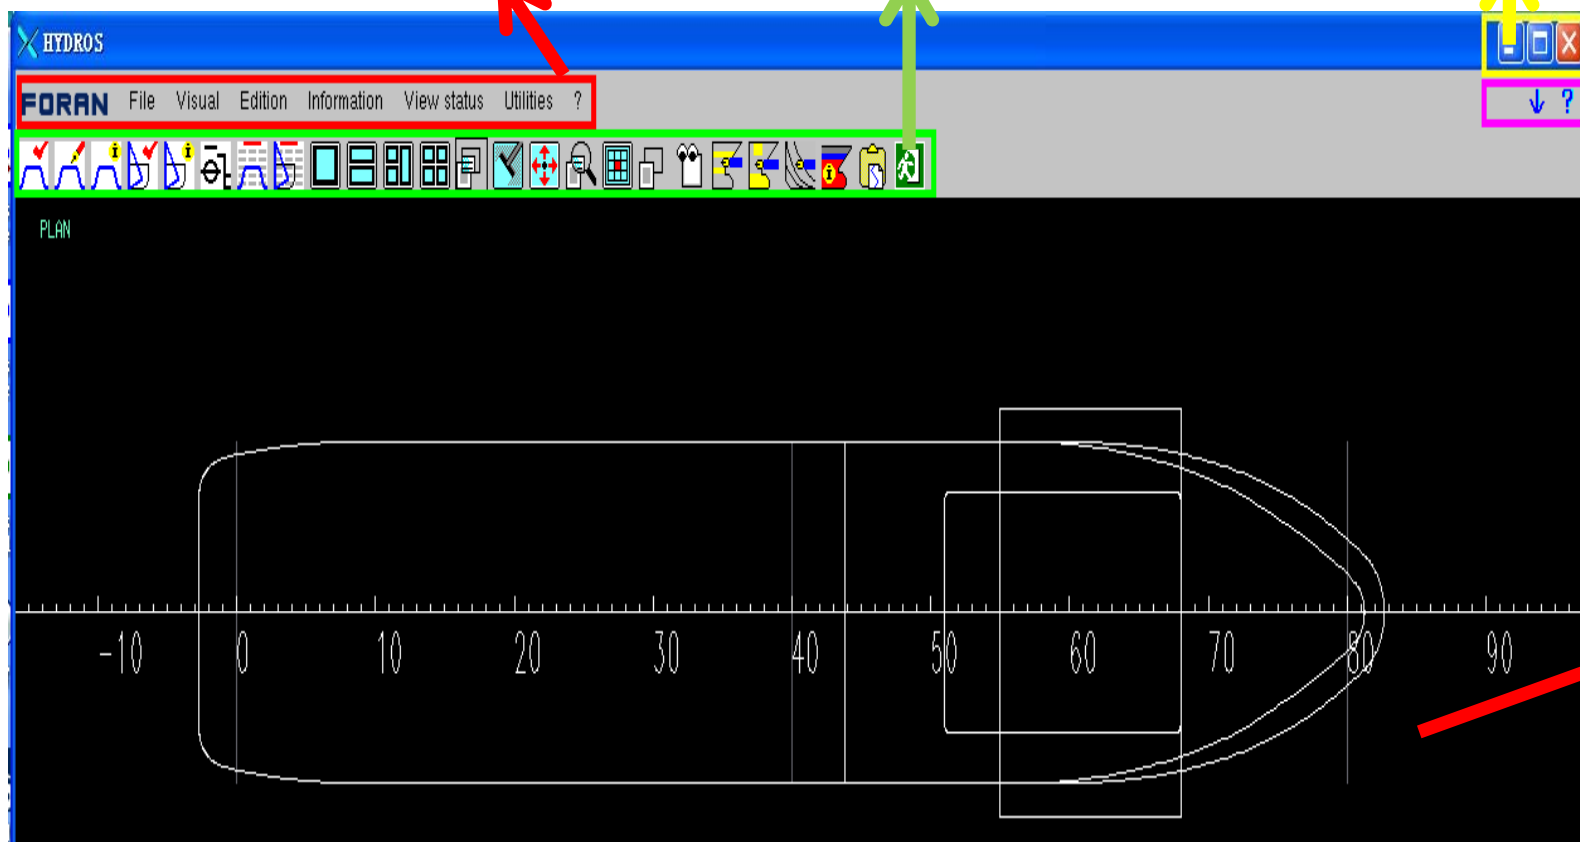 HYDROS
FORAN File Visual Edition Information View status Utilities ?
?
PLAN
-10 0 10 20 30 40 50 60 70 80 90